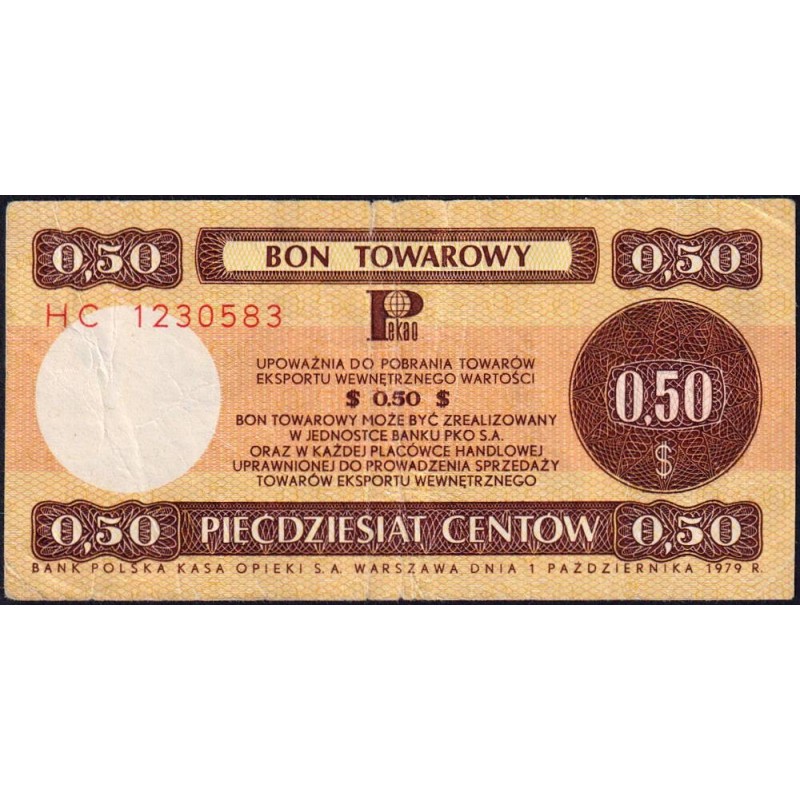 0,50 BON TOWAROWY 0,50
HC 1230583
Pekao
UPOWAŻNIA DO POBRANIA TOWARÓW
EKSPORTU WEWNĘTRZNEGO WARTOŚCI
$ 0.50 $
BON TOWAROWY MOŻE BYĆ ZREALIZOWANY
W JEDNOSTCE BANKU PKO S.A.
ORAZ W KAŻDEJ PLACÓWCE HANDLOWEJ
UPRAWNIONEJ DO PROWADZENIA SPRZEDAŻY
TOWARÓW EKSPORTU WEWNĘTRZNEGO
0,50
$
0,50 PIĘĆDZIESIĄT CENTÓW 0,50
BANK POLSKA KASA OPIEKI S.A. WARSZAWA DNIA 1 PAŹDZIERNIKA 1979 R.